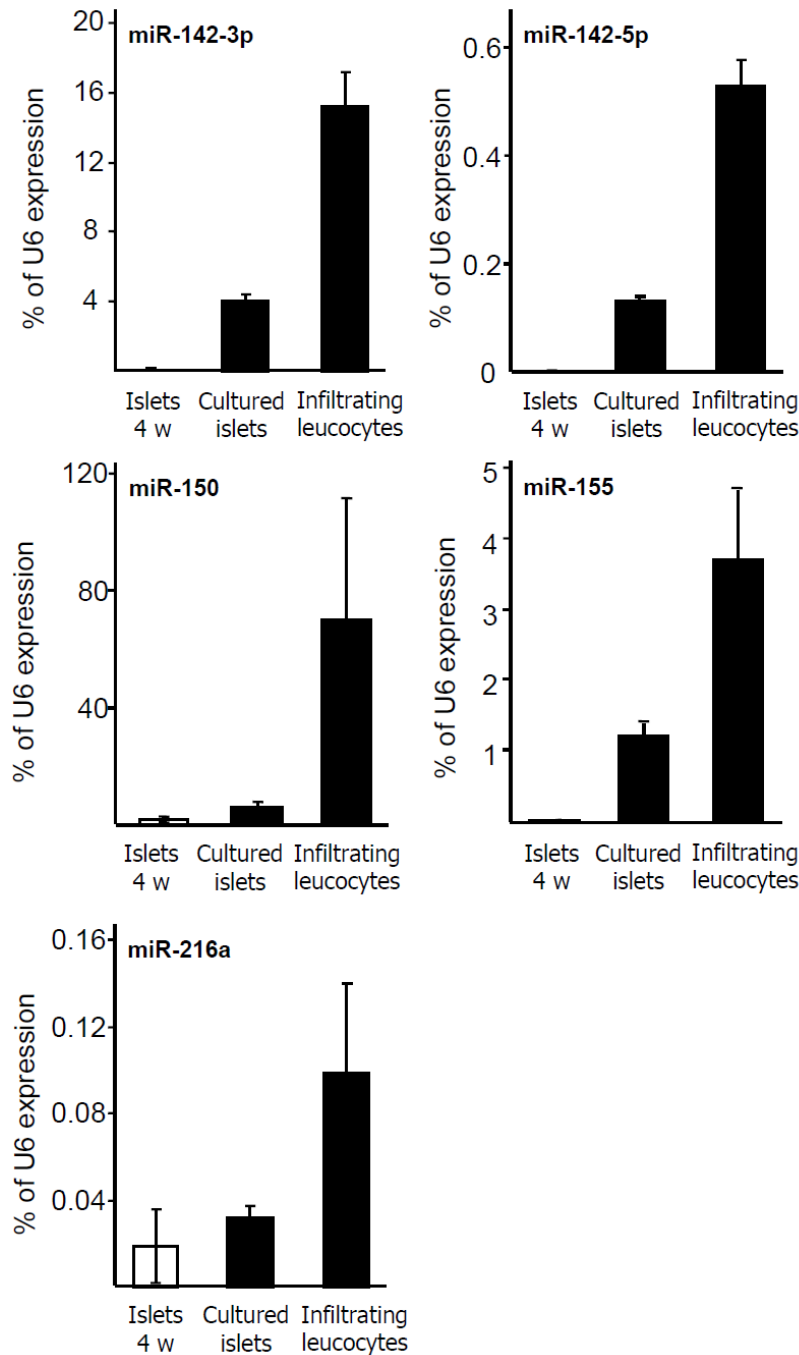 miR-142-3p
% of U6 expression
20
16
12
8
4
Islets 4 w
Cultured islets
Infiltrating leucocytes
miR-142-5p
% of U6 expression
0.6
0.4
0.2
0
Islets 4 w
Cultured islets
Infiltrating leucocytes
miR-150
% of U6 expression
120
80
40
Islets 4 w
Cultured islets
Infiltrating leucocytes
miR-155
% of U6 expression
5
4
3
2
1
Islets 4 w
Cultured islets
Infiltrating leucocytes
miR-216a
% of U6 expression
0.16
0.12
0.08
0.04
Islets 4 w
Cultured islets
Infiltrating leucocytes